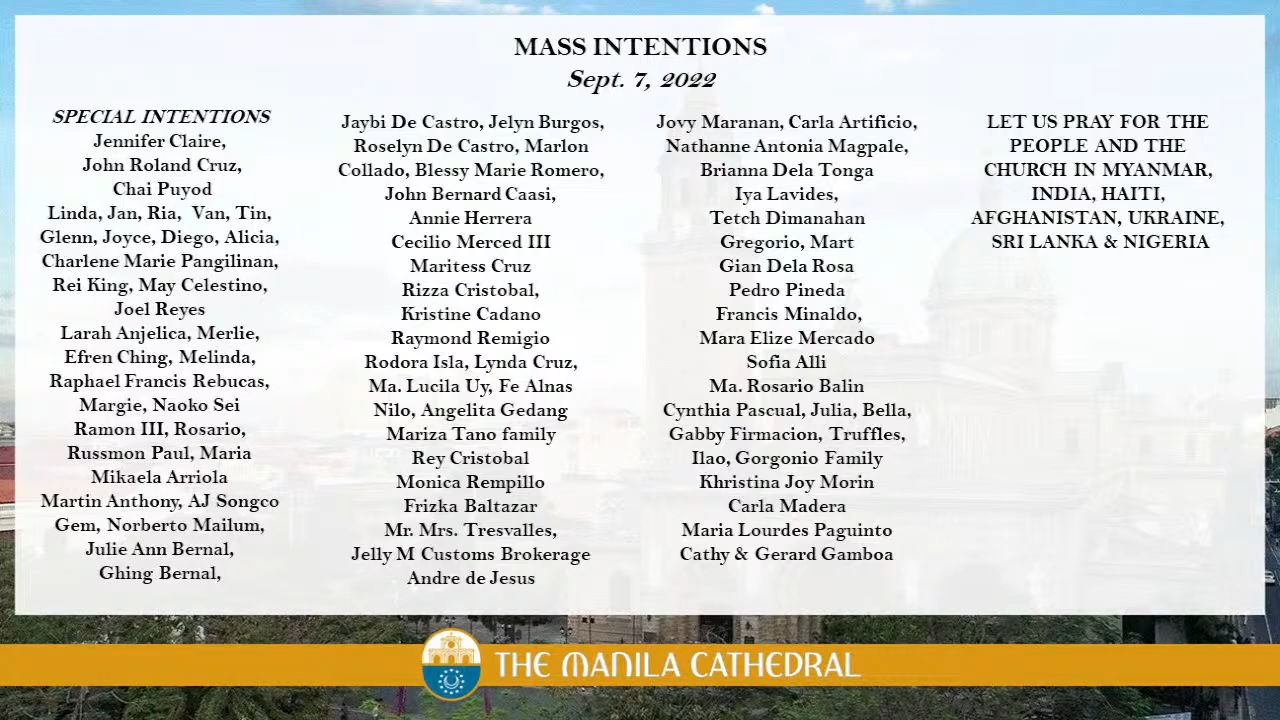 MASS INTENTIONS
Sept. 7, 2022
SPECIAL INTENTIONS
Jennifer Claire,
John Roland Cruz,
Chai Puyod
Linda, Jan, Ria, Van, Tin,
Glenn, Joyce, Diego, Alicia,
Charlene Marie Pangilinan,
Rei King, May Celestino,
Joel Reyes
Larah Anjelica, Merlie,
Efren Ching, Melinda,
Raphael Francis Rebucas,
Margie, Naoko Sei
Ramon III, Rosario,
Russmon Paul, Maria
Mikaela Arriola
Martin Anthony, AJ Songco
Gem, Norberto Mailum,
Julie Ann Bernal,
Ghing Bernal,
Jaybi De Castro, Jelyn Burgos,
Roselyn De Castro, Marlon
Collado, Blessy Marie Romero,
John Bernard Caasi,
Annie Herrera
Cecilio Merced III
Maritess Cruz
Rizza Cristobal,
Kristine Cadano
Raymond Remigio
Rodora Isla, Lynda Cruz,
Ma. Lucila Uy, Fe Alnas
Nilo, Angelita Gedang
Mariza Tano family
Rey Cristobal
Monica Rempillo
Frizka Baltazar
Mr. Mrs. Tresvalles,
Jelly M Customs Brokerage
Andre de Jesus
Jovy Maranan, Carla Artificio,
Nathanne Antonia Magpale,
Brianna Dela Tonga
Iya Lavides,
Tetch Dimanahan
Gregorio, Mart
Gian Dela Rosa
Pedro Pineda
Francis Minaldo,
Mara Elize Mercado
Sofia Alli
Ma. Rosario Balin
Cynthia Pascual, Julia, Bella,
Gabby Firmacion, Truffles,
Ilao, Gorgonio Family
Khristina Joy Morin
Carla Madera
Maria Lourdes Paguinto
Cathy & Gerard Gamboa
LET US PRAY FOR THE
PEOPLE AND THE
CHURCH IN MYANMAR,
INDIA, HAITI,
AFGHANISTAN, UKRAINE,
SRI LANKA & NIGERIA
THE MANILA CATHEDRAL